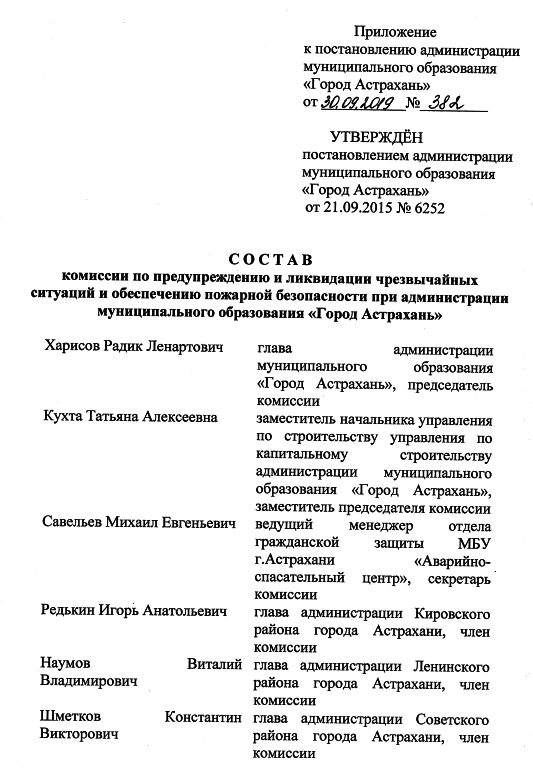 Приложение
к постановлению администрации
муниципального образования
«Город Астрахань»
от 30.09.2019 № 382
УТВЕРЖДЁН
постановлением администрации
муниципального образования
«Город Астрахань»
от 21.09.2015 № 6252
С О С Т А В
комиссии по предупреждению и ликвидации чрезвычайных
ситуаций и обеспечению пожарной безопасности при администрации
муниципального образования «Город Астрахань»
Харисов Радик Ленартович
глава администрации
муниципального образования
«Город Астрахань», председатель
комиссии
Кухта Татьяна Алексеевна
заместитель начальника управления
по строительству управления по
капитальному строительству
администрации муниципального
образования «Город Астрахань»,
заместитель председателя комиссии
Савельев Михаил Евгеньевич
ведущий менеджер отдела
гражданской защиты МБУ
г.Астрахани «Аварийно-
спасательный центр», секретарь
комиссии
Редькин Игорь Анатольевич
глава администрации Кировского
района города Астрахани, член
комиссии
Наумов Виталий
Владимирович
глава администрации Ленинского
района города Астрахани, член
комиссии
Шметков Константин
Викторович
глава администрации Советского
района города Астрахани, член
комиссии